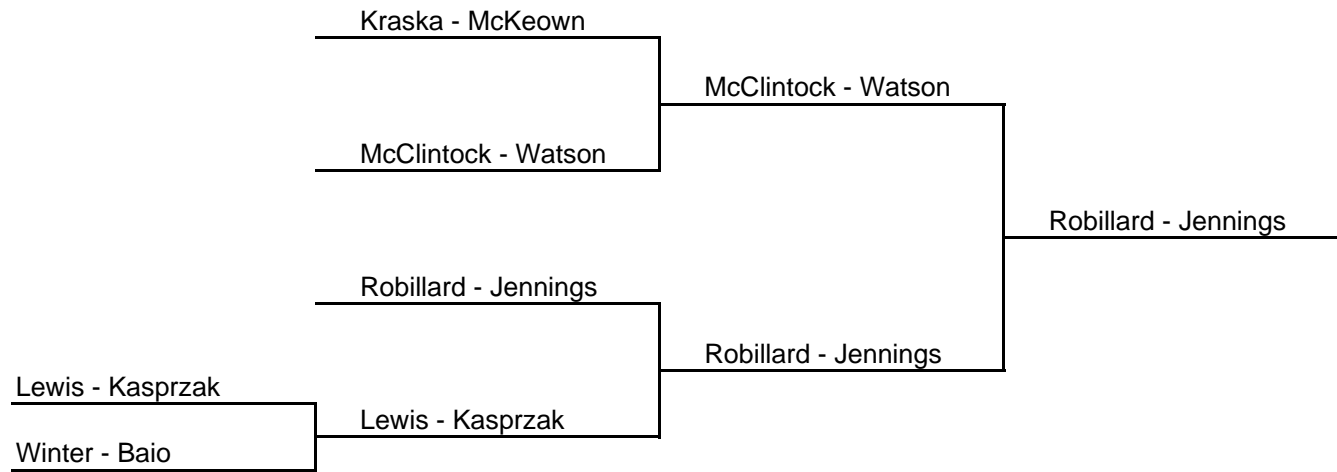 Kraska - McKeown
McClintock - Watson
McClintock - Watson
Robillard - Jennings
Robillard - Jennings
Robillard - Jennings
Lewis - Kasprzak
Lewis - Kasprzak
Winter - Baio